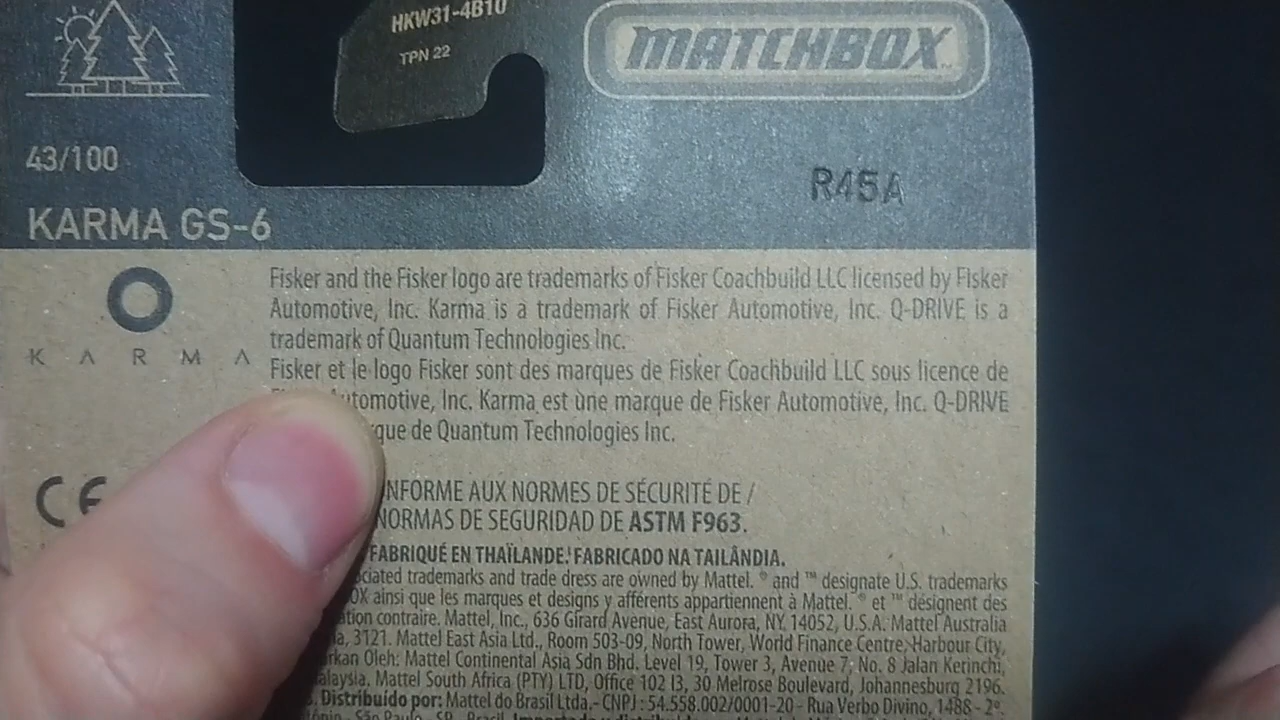 HKW31-4B10
TPN 22
MATCHBOX
43/100
R45A
KARMA GS-6
KARMA
Fisker and the Fisker logo are trademarks of Fisker Coachbuild LLC licensed by Fisker
Automotive, Inc. Karma is a trademark of Fisker Automotive, Inc. Q-DRIVE is a
trademark of Quantum Technologies Inc.
Fisker et le logo Fisker sont des marques de Fisker Coachbuild LLC sous licence de
Automotive, Inc. Karma est une marque de Fisker Automotive, Inc. Q-DRIVE
de Quantum Technologies Inc.
CE
AUX NORMES DE SÉCURITÉ DE /
NORMAS DE SEGURIDAD DE ASTM F963.
FABRIQUÉ EN THAÏLANDE. FABRICADO NA TAILÂNDIA.
trademarks and trade dress are owned by Mattel. ® and ™ designate U.S. trademarks
ainsi que les marques et designs y afférents appartiennent à Mattel. ® et ™ désignent des
contraire. Mattel, Inc., 636 Girard Avenue, East Aurora, NY 14052, U.S.A. Mattel Australia
3121. Mattel East Asia Ltd., Room 503-09, North Tower, World Finance Centre, Harbour City,
Oleh: Mattel Continental Asia Sdn Bhd. Level 19, Tower 3, Avenue 7, No. 8 Jalan Kerinchi,
Mattel South Africa (PTY) LTD, Office 102 I3, 30 Melrose Boulevard, Johannesburg 2196.
Distribuído por: Mattel do Brasil Ltda.- CNPJ : 54.558.002/0001-20 - Rua Verbo Divino, 1488 - 2º.
São Paulo - SP - Brasil.